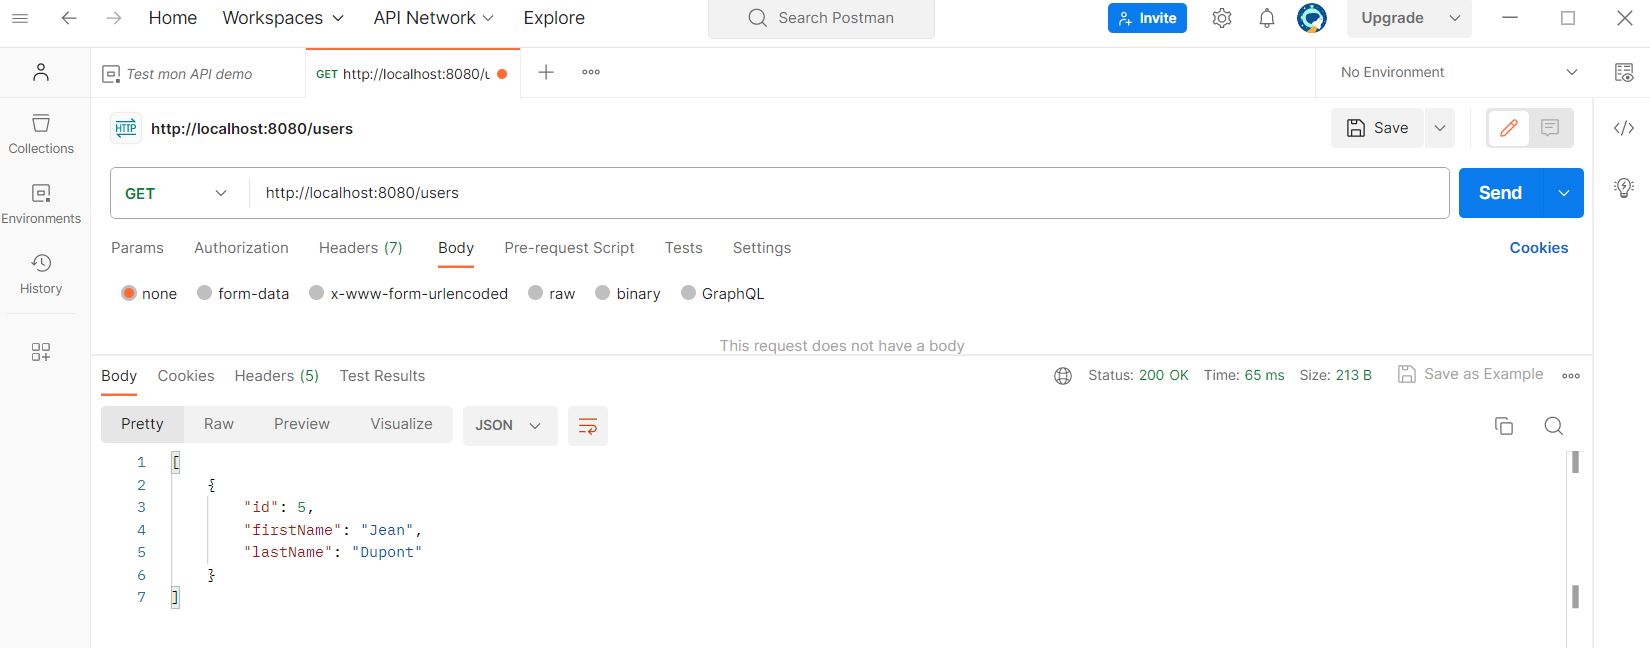 Home Workspaces API Network Explore Search Postman Invite Upgrade
Test mon API demo GET http://localhost:8080/u No Environment
HTTP http://localhost:8080/users Save
Collections
GET http://localhost:8080/users Send
Environments
Params Authorization Headers (7) Body Pre-request Script Tests Settings Cookies
History
none form-data x-www-form-urlencoded raw binary GraphQL
This request does not have a body
Body Cookies Headers (5) Test Results Status: 200 OK Time: 65 ms Size: 213 B Save as Example
Pretty Raw Preview Visualize JSON
1 [
2 {
3 "id": 5,
4 "firstName": "Jean",
5 "lastName": "Dupont"
6 }
7 ]